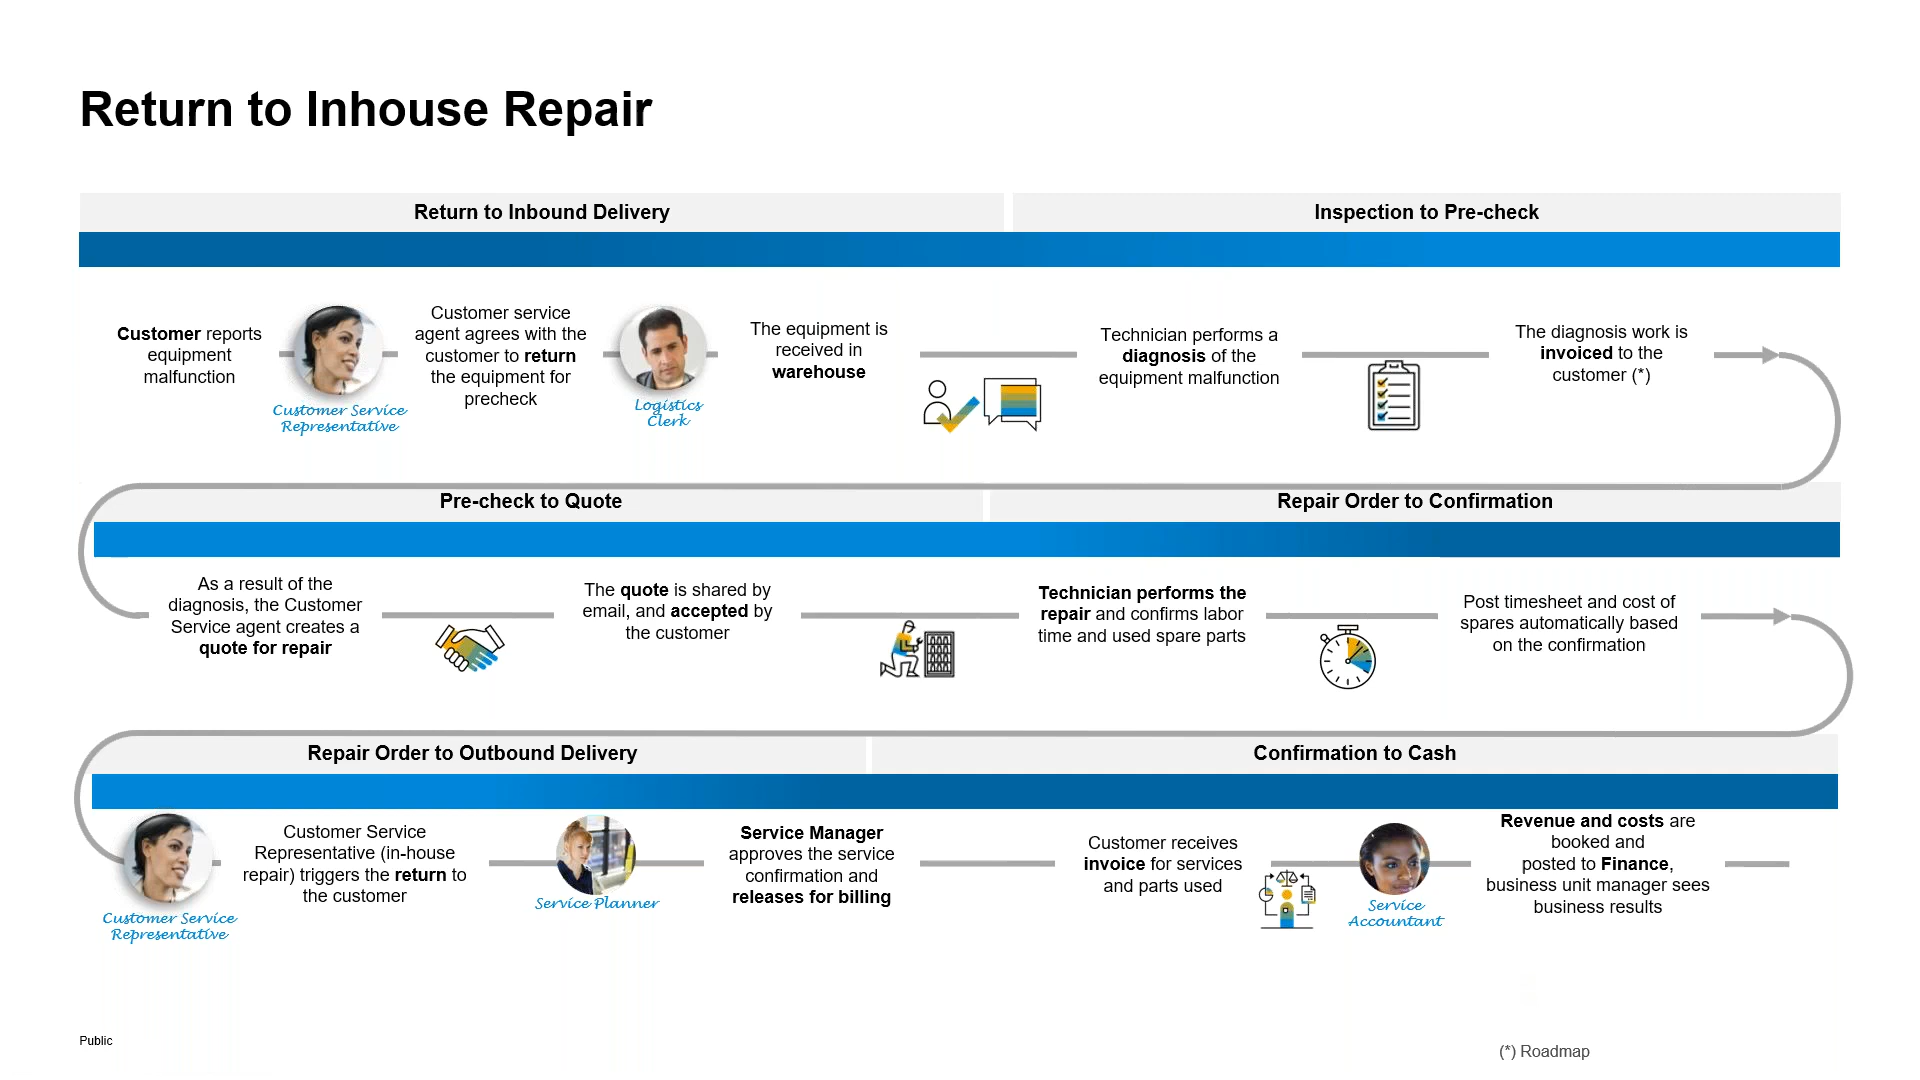 Return to Inhouse Repair
Return to Inbound Delivery
Inspection to Pre-check
Customer reports
equipment
malfunction
Customer Service
Representative
Customer service
agent agrees with the
customer to return
the equipment for
precheck
Logistics
Clerk
The equipment is
received in
warehouse
Technician performs a
diagnosis of the
equipment malfunction
The diagnosis work is
invoiced to the
customer (*)
Pre-check to Quote
Repair Order to Confirmation
As a result of the
diagnosis, the Customer
Service agent creates a
quote for repair
The quote is shared by
email, and accepted by
the customer
Technician performs the
repair and confirms labor
time and used spare parts
Post timesheet and cost of
spares automatically based
on the confirmation
Repair Order to Outbound Delivery
Confirmation to Cash
Customer Service
Representative
Customer Service
Representative (in-house
repair) triggers the return to
the customer
Service Planner
Service Manager
approves the service
confirmation and
releases for billing
Customer receives
invoice for services
and parts used
Service
Accountant
Revenue and costs are
booked and
posted to Finance,
business unit manager sees
business results
Public
(*) Roadmap